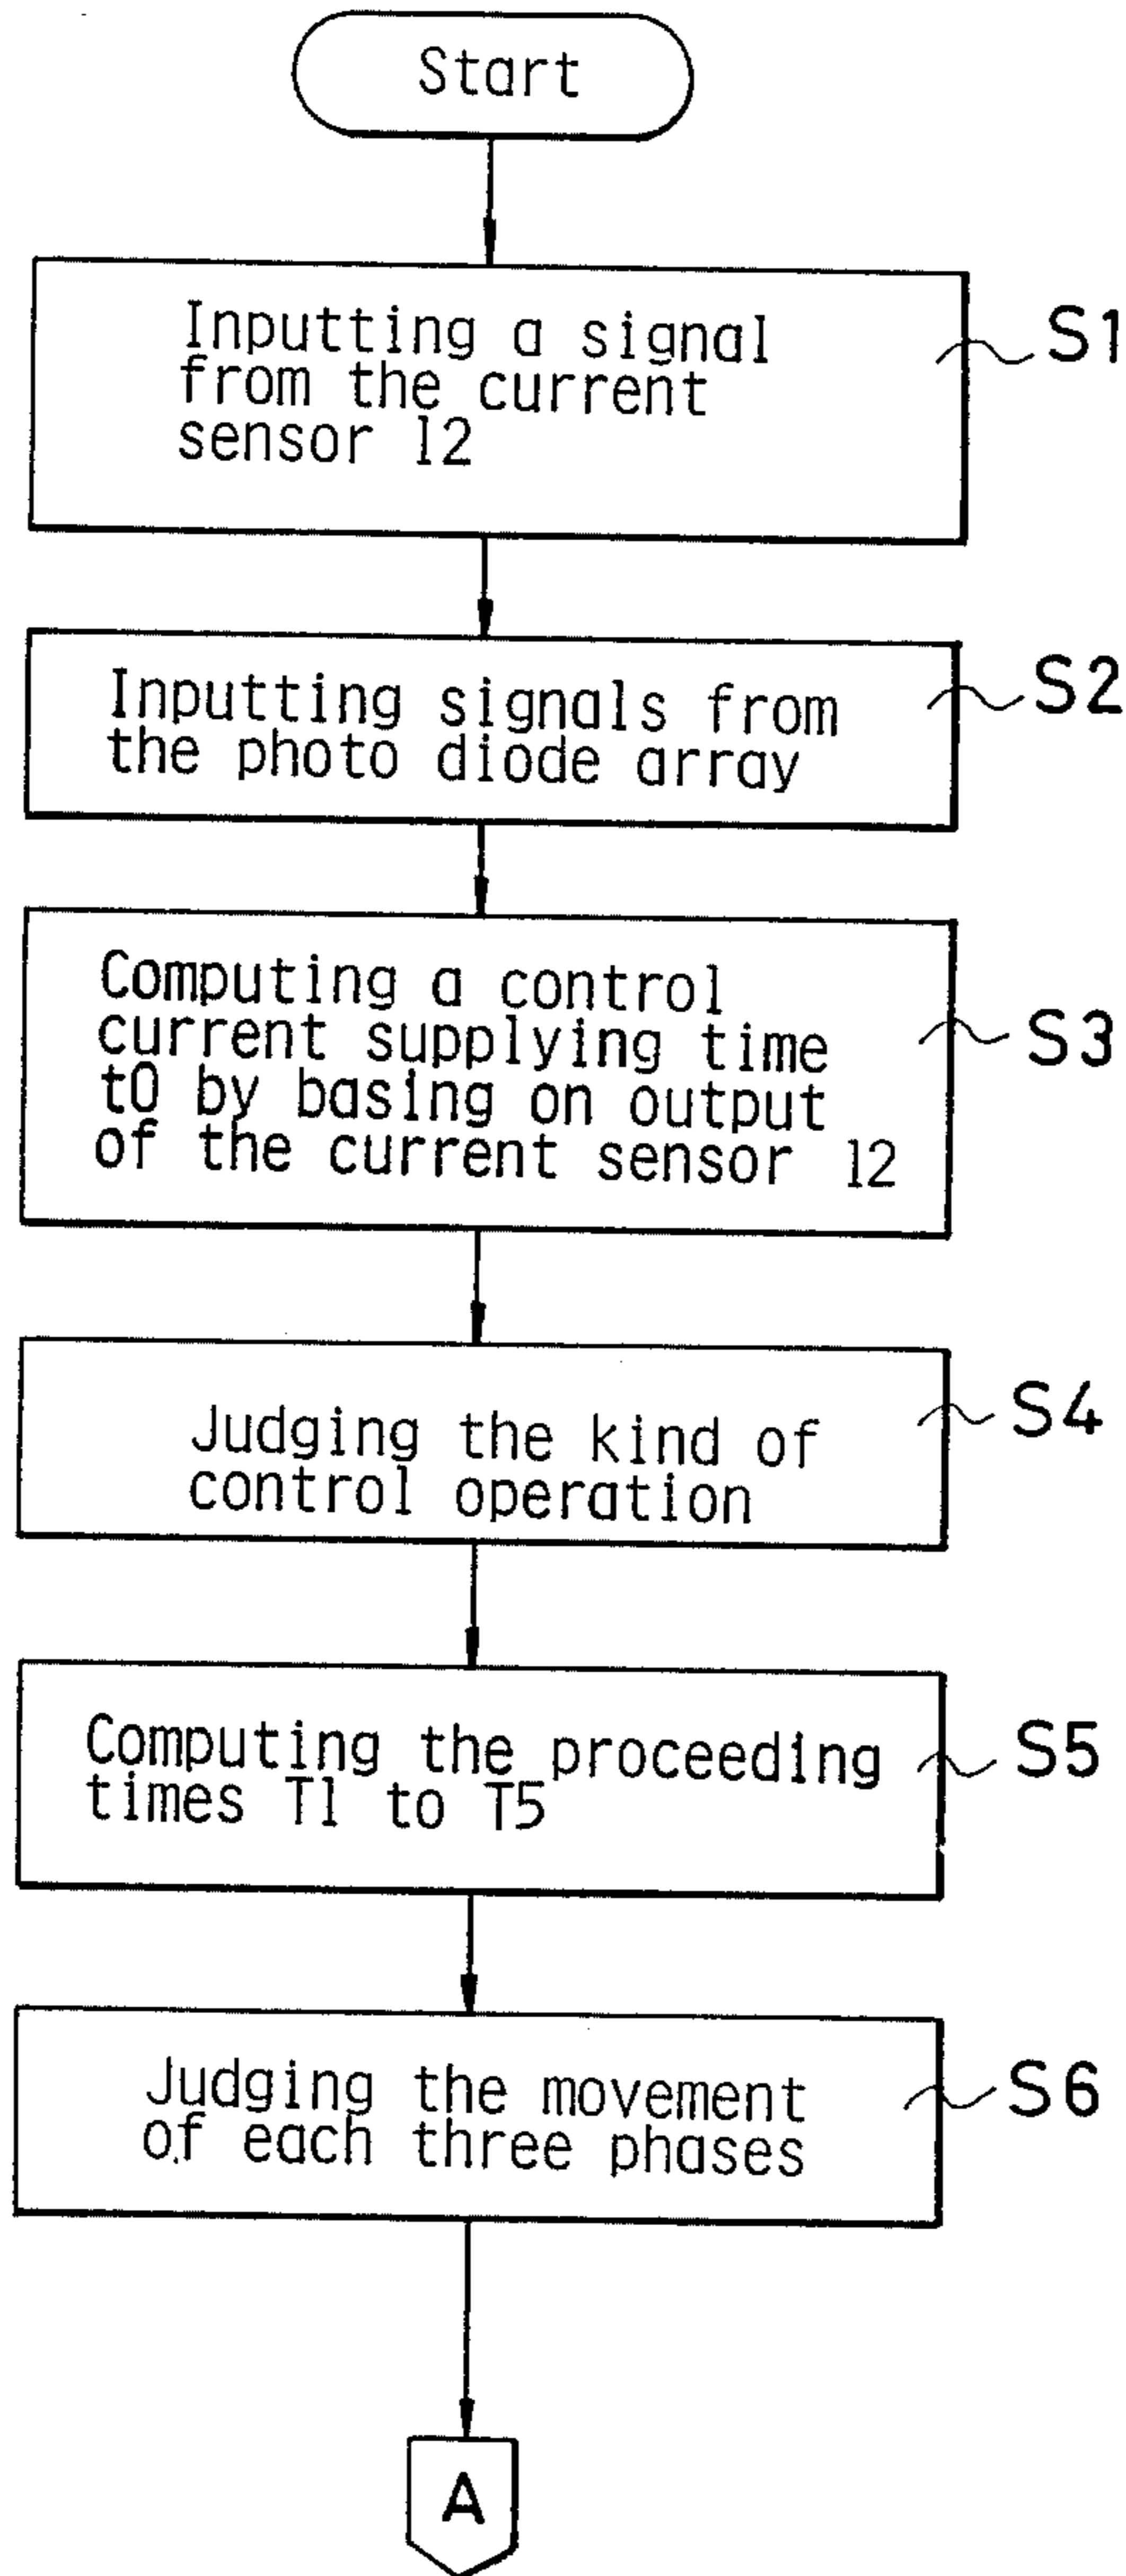 Start
Inputting a signal
from the current
sensor 12
S1
Inputting signals from
the photo diode array
S2
Computing a control
current supplying time
t0 by basing on output
of the current sensor 12
S3
Judging the kind of
control operation
S4
Computing the proceeding
times T1 to T5
S5
Judging the movement
of each three phases
S6
A